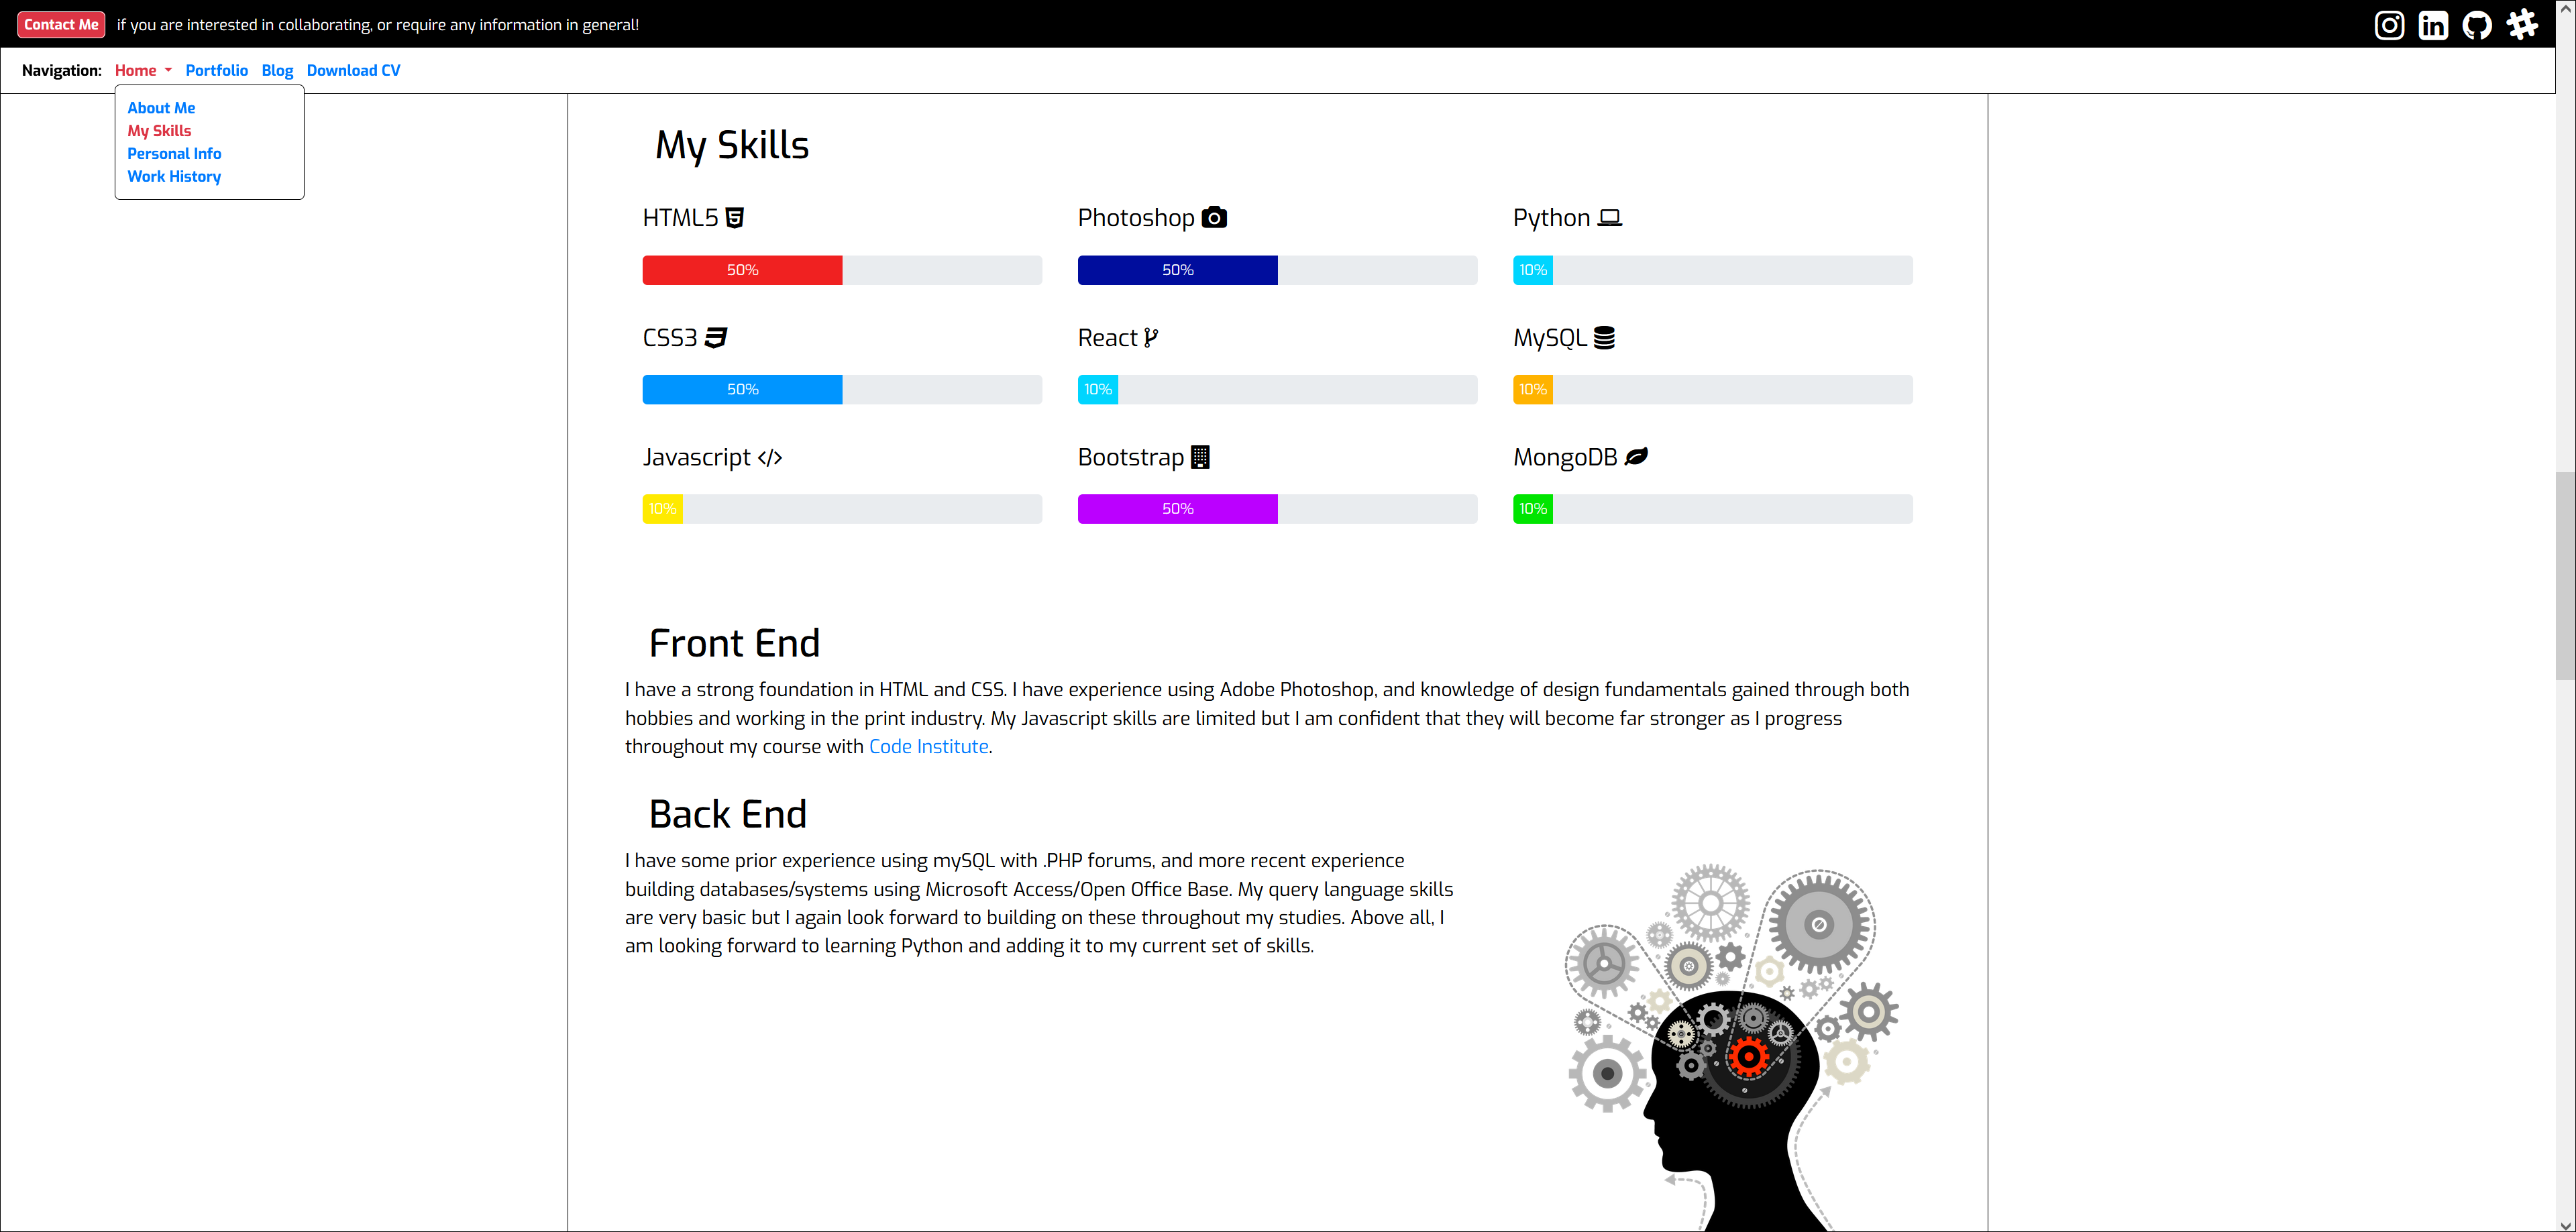 Contact Me if you are interested in collaborating, or require any information in general!
Navigation: Home Portfolio Blog Download CV
About Me
My Skills
Personal Info
Work History
My Skills
HTML5 Photoshop Python
50% 50% 10%
CSS3 React MySQL
50% 10% 10%
Javascript Bootstrap MongoDB
10% 50% 10%
Front End
I have a strong foundation in HTML and CSS. I have experience using Adobe Photoshop, and knowledge of design fundamentals gained through both
hobbies and working in the print industry. My Javascript skills are limited but I am confident that they will become far stronger as I progress
throughout my course with Code Institute.
Back End
I have some prior experience using mySQL with .PHP forums, and more recent experience
building databases/systems using Microsoft Access/Open Office Base. My query language skills
are very basic but I again look forward to building on these throughout my studies. Above all, I
am looking forward to learning Python and adding it to my current set of skills.